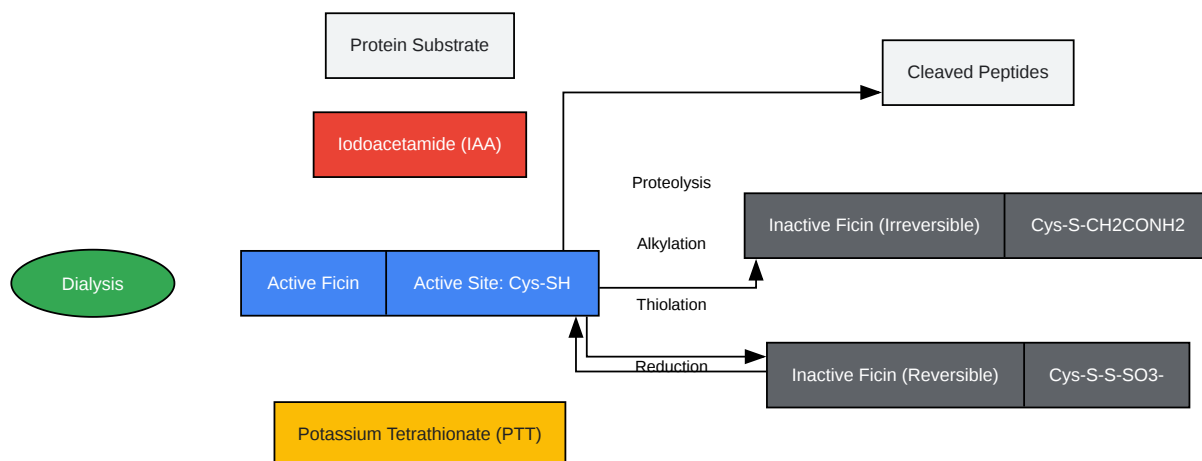 Protein Substrate
Cleaved Peptides
Iodoacetamide (IAA)
Proteolysis
Inactive Ficin (Irreversible)
Cys-S-CH2CONH2
Alkylation
Dialysis
Active Ficin
Active Site: Cys-SH
Thiolation
Reduction
Inactive Ficin (Reversible)
Cys-S-S-SO3-
Potassium Tetrathionate (PTT)